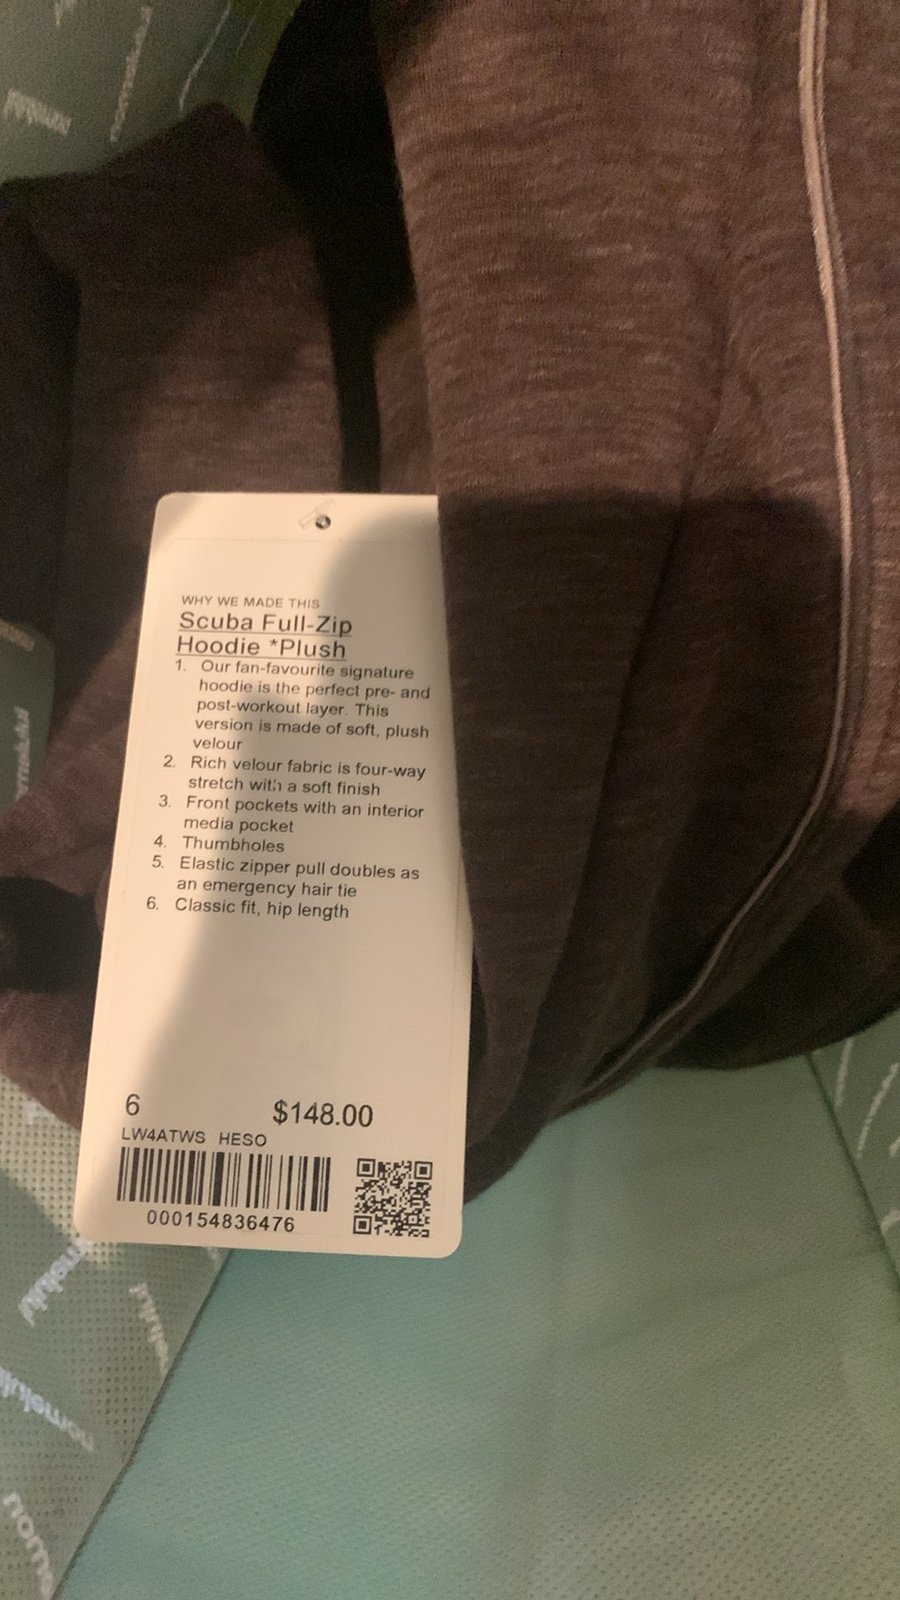 WHY WE MADE THIS
Scuba Full-Zip
Hoodie *Plush
1. Our fan-favourite signature
hoodie is the perfect pre- and
post-workout layer. This
version is made of soft, plush
velour
2. Rich velour fabric is four-way
stretch with a soft finish
3. Front pockets with an interior
media pocket
4. Thumbholes
5. Elastic zipper pull doubles as
an emergency hair tie
6. Classic fit, hip length
6 $148.00
LW4ATWS HESO
000154836476